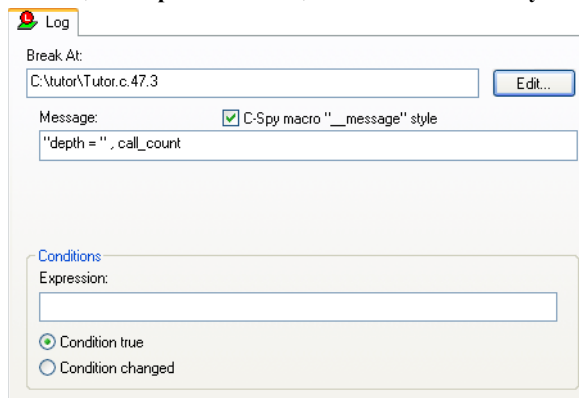 Log
Break At:
C:\tutor\Tutor.c.47.3
Edit...
Message:
C-Spy macro "__message" style
"depth = " , call_count
Conditions
Expression:
Condition true
Condition changed